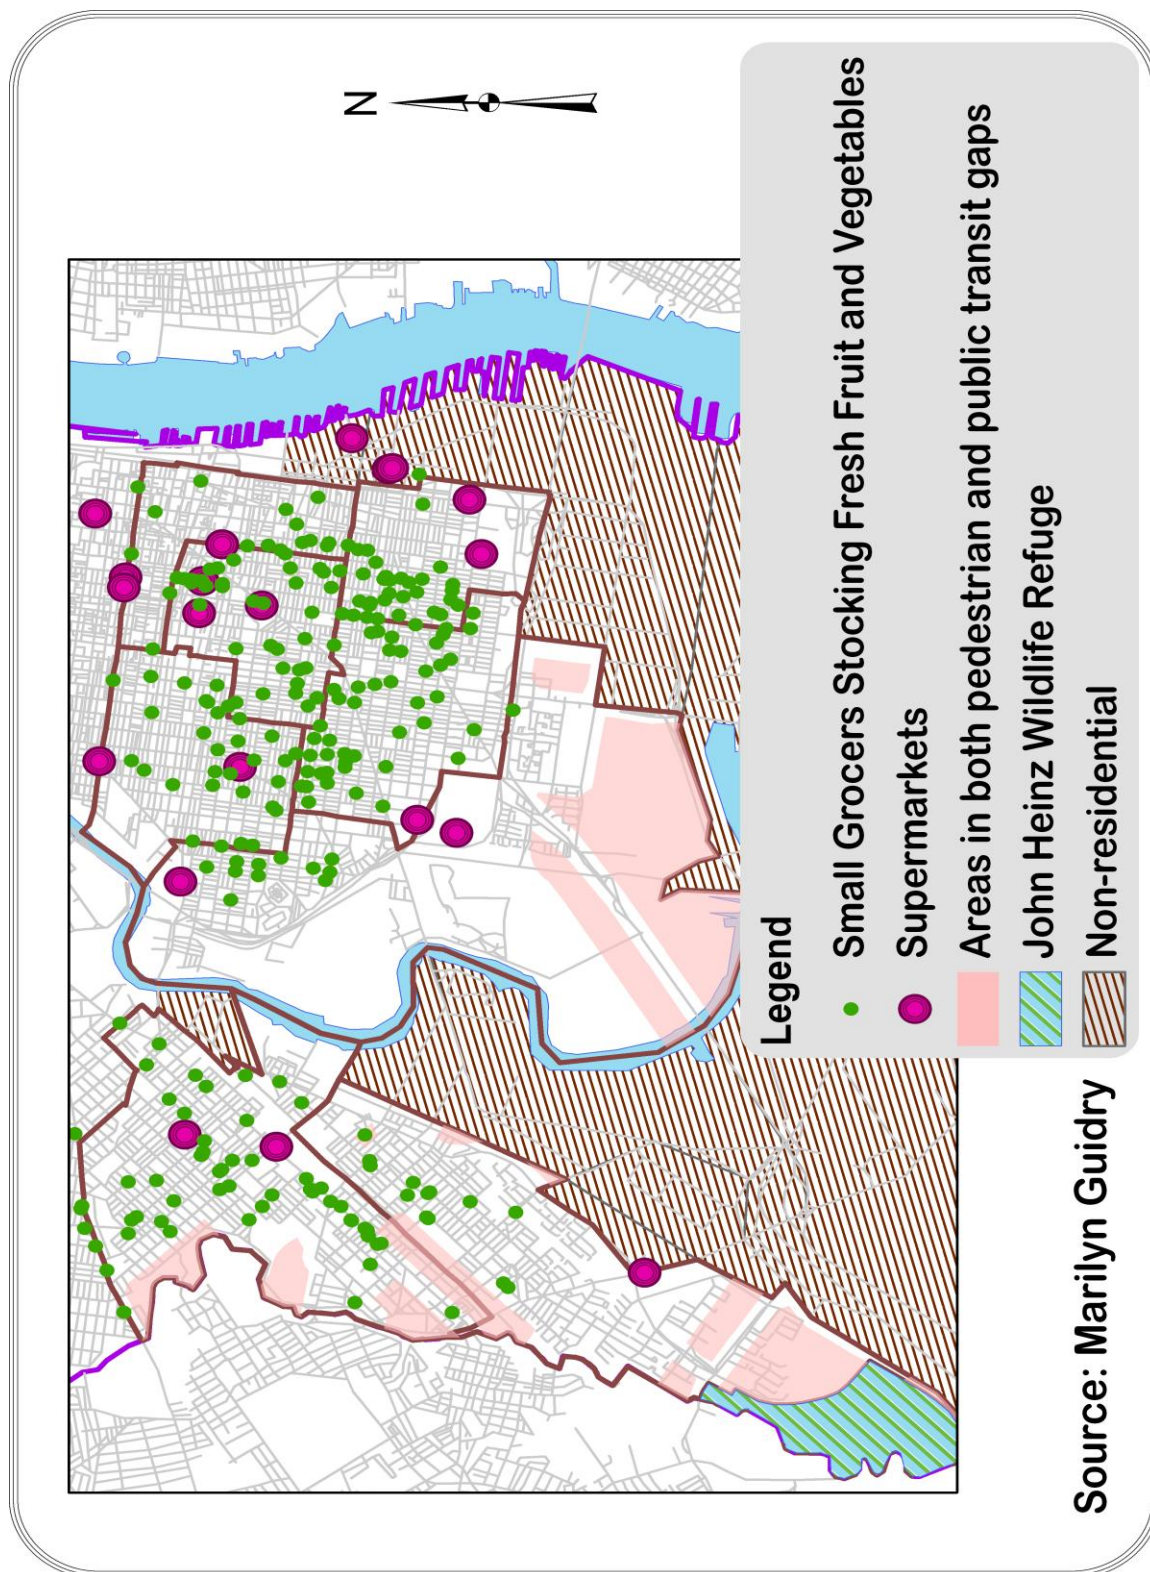 N
Legend
Small Grocers Stocking Fresh Fruit and Vegetables
Supermarkets
Areas in both pedestrian and public transit gaps
John Heinz Wildlife Refuge
Non-residential
Source: Marilyn Guidry